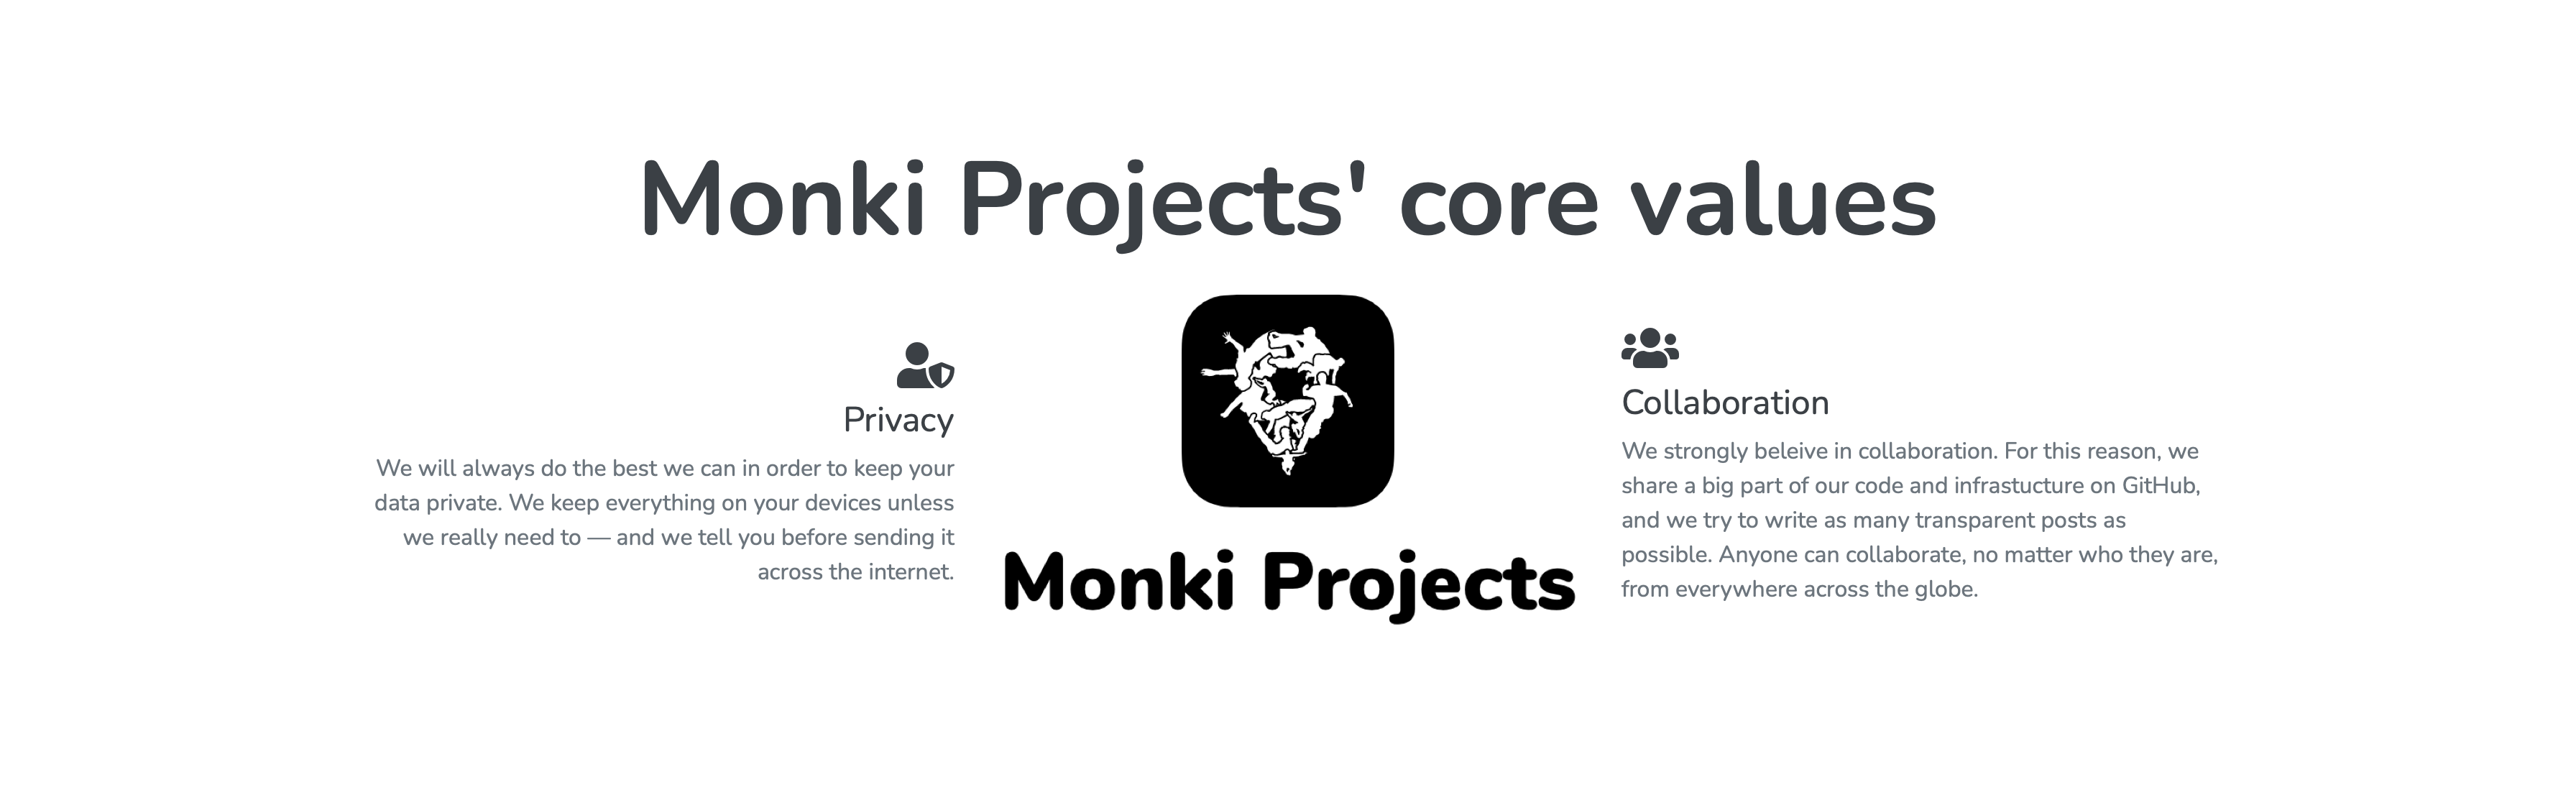 Monki Projects' core values
Privacy
We will always do the best we can in order to keep your
data private. We keep everything on your devices unless
we really need to — and we tell you before sending it
across the internet.
Monki Projects
Collaboration
We strongly beleive in collaboration. For this reason, we
share a big part of our code and infrastucture on GitHub,
and we try to write as many transparent posts as
possible. Anyone can collaborate, no matter who they are,
from everywhere across the globe.